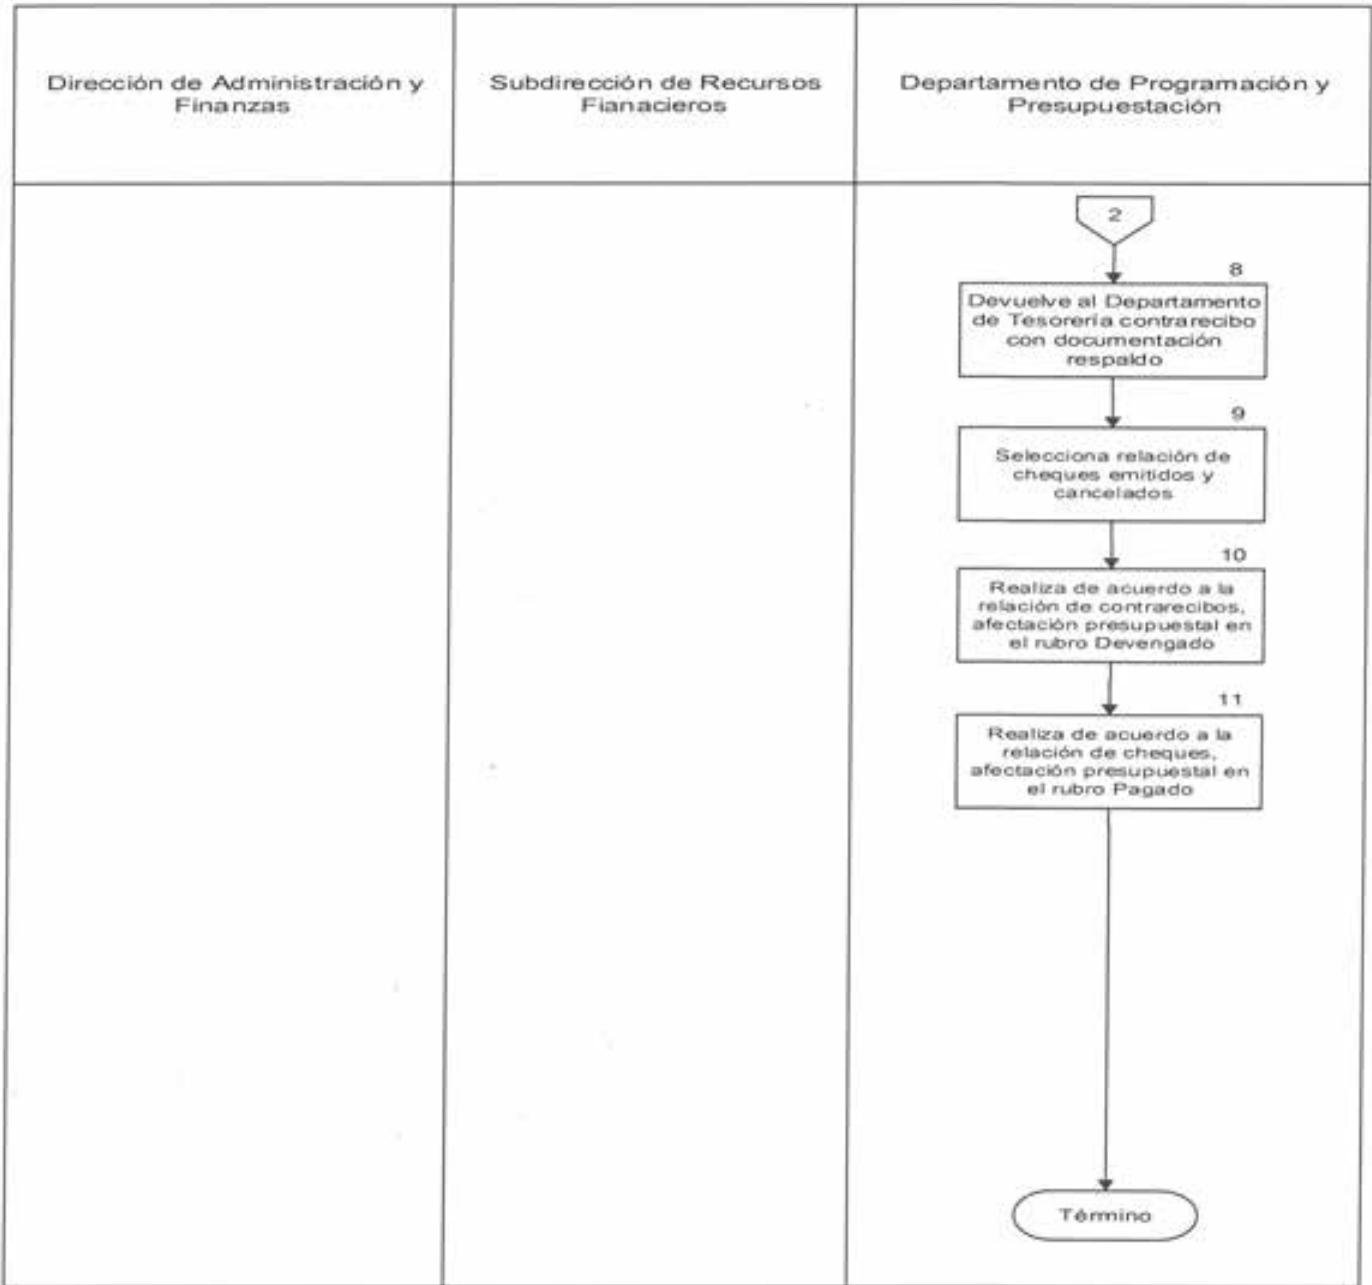 Dirección de Administración y
Finanzas
Subdirección de Recursos
Fianacieros
Departamento de Programación y
Presupuestación
2
8
Devuelve al Departamento
de Tesorería contrarecibo
con documentación
respaldo
9
Selecciona relación de
cheques emitidos y
cancelados
10
Realiza de acuerdo a la
relación de contrarecibos,
afectación presupuestal en
el rubro Devengado
11
Realiza de acuerdo a la
relación de cheques,
afectación presupuestal en
el rubro Pagado
Término